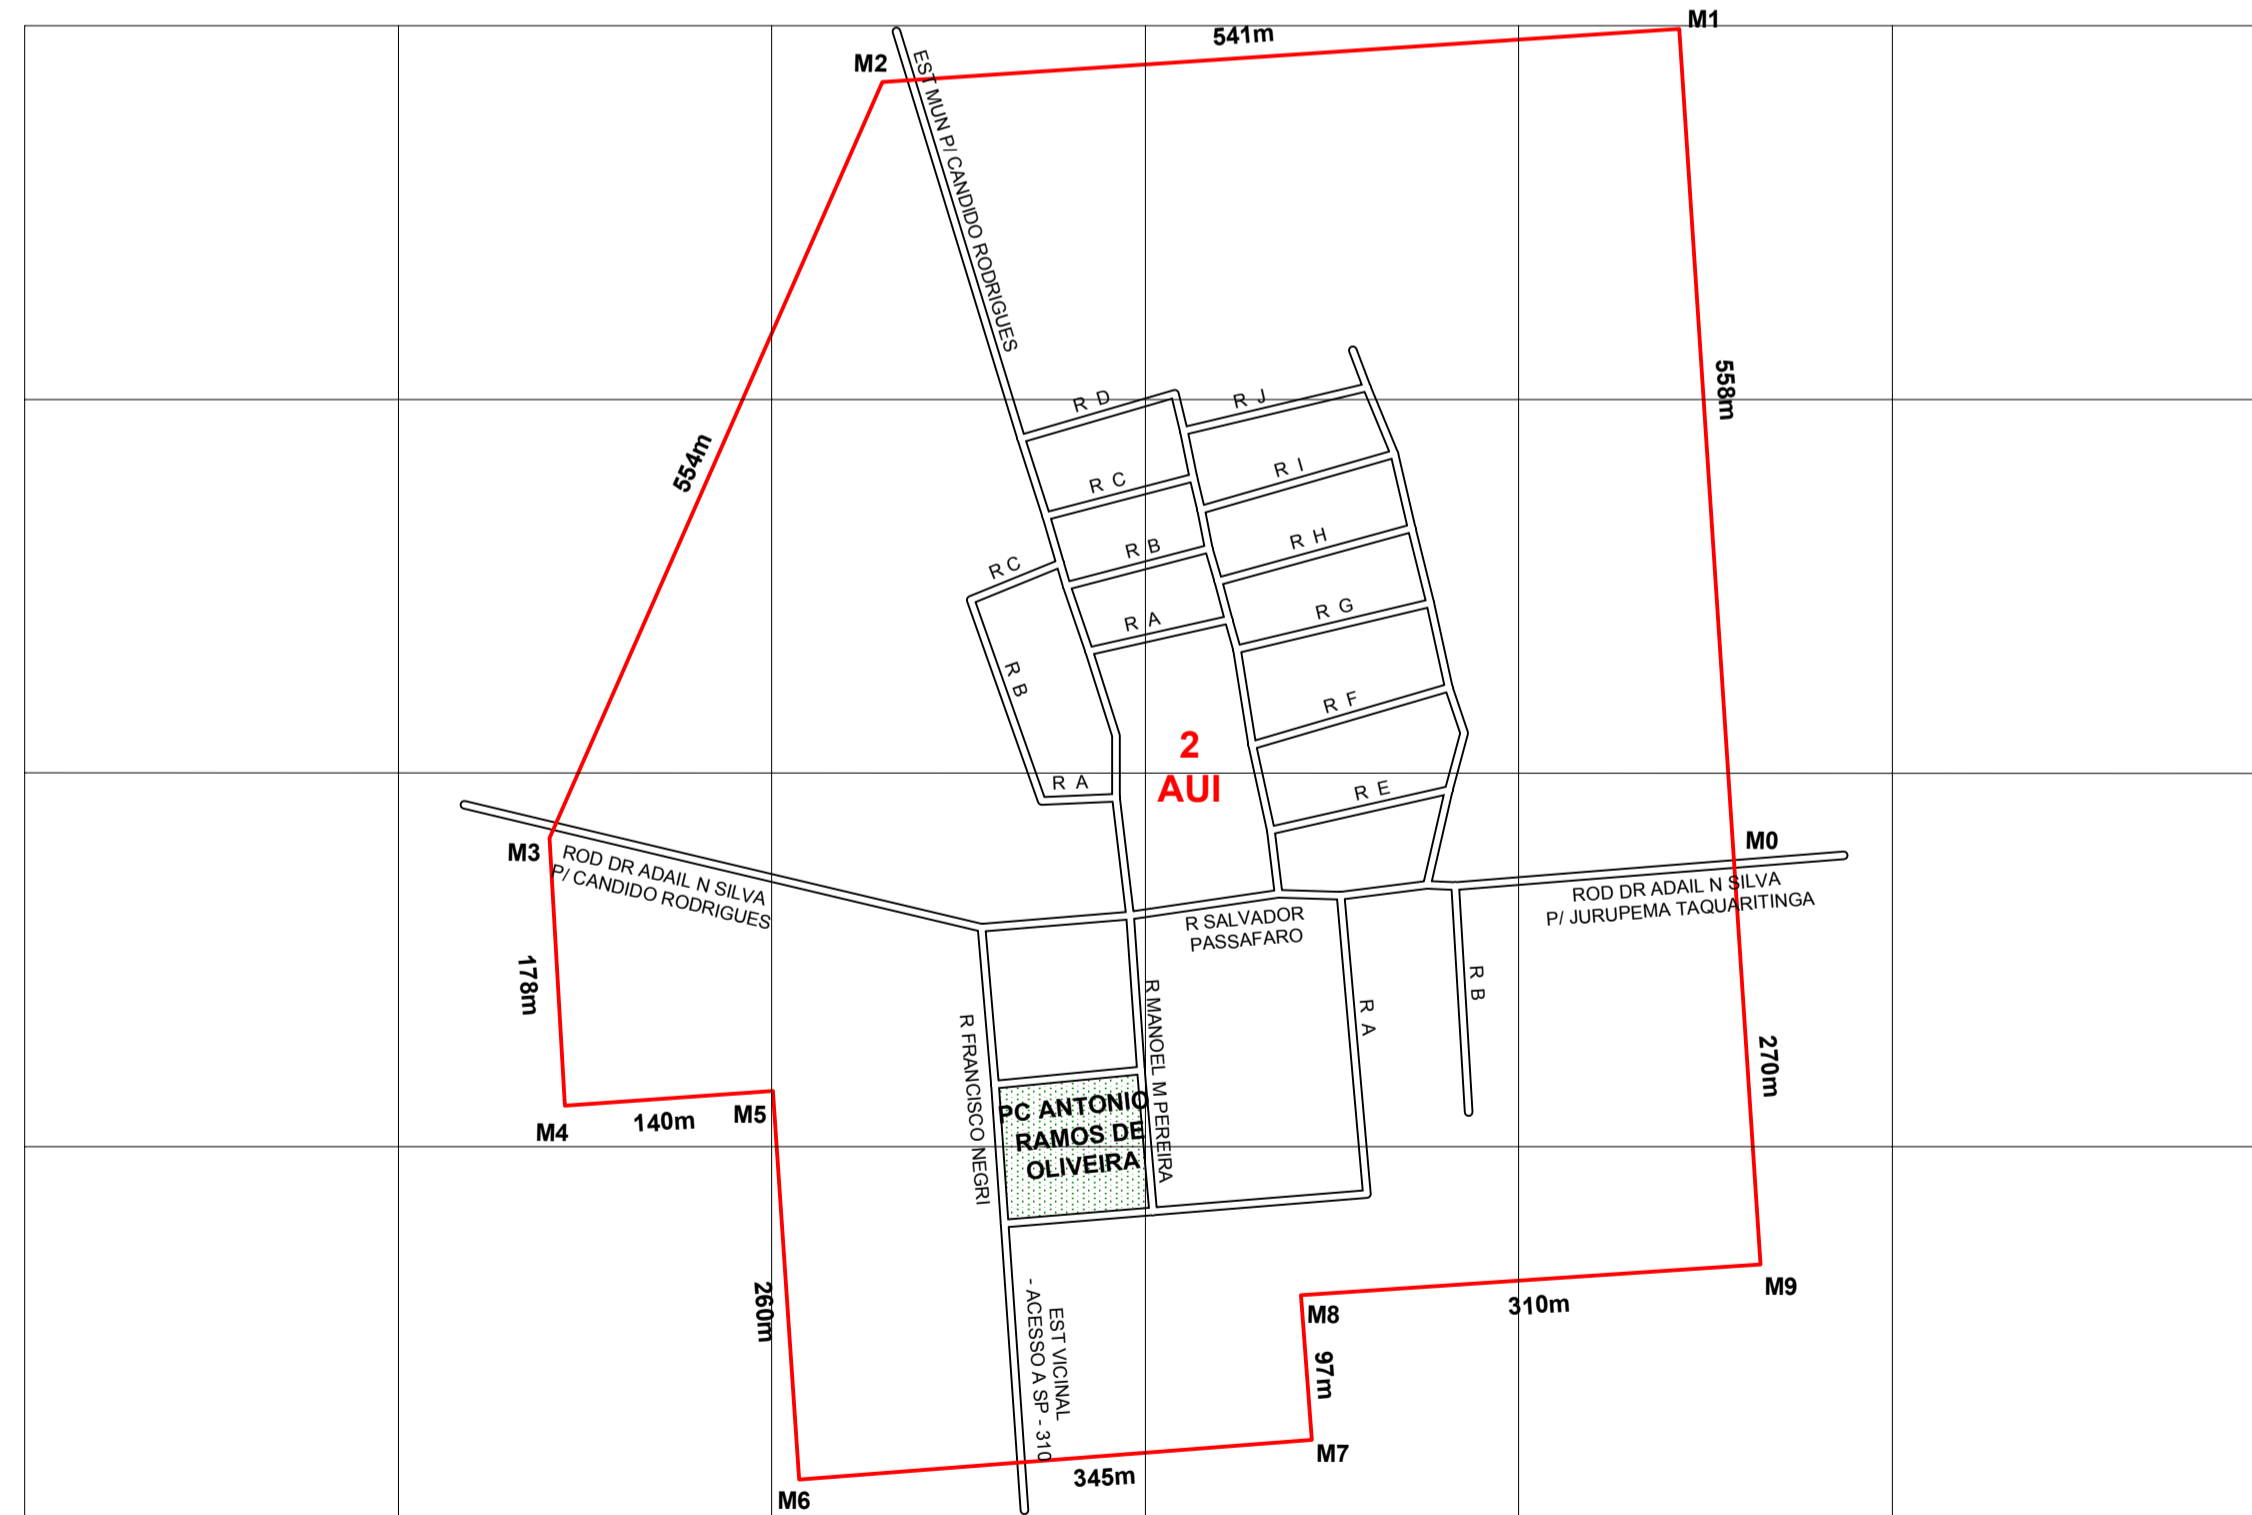 M1
541m
M2
EST MUN P/ CANDIDO RODRIGUES
558m
554m
R D
R J
R C
R I
R B
R H
R C
R A
R G
R B
R F
2
AUI
R A
R E
M0
M3
ROD DR ADAIL N SILVA
P/ CANDIDO RODRIGUES
ROD DR ADAIL N SILVA
P/ JURUPEMA TAQUARITINGA
R SALVADOR
PASSAFARO
178m
R FRANCISCO NEGRI
R MANOEL M PEREIRA
R A
R B
270m
M4
140m
M5
PC ANTONIO
RAMOS DE
OLIVEIRA
260m
EST VICINAL
- ACESSO A SP - 310
M8
310m
M9
97m
M7
345m
M6